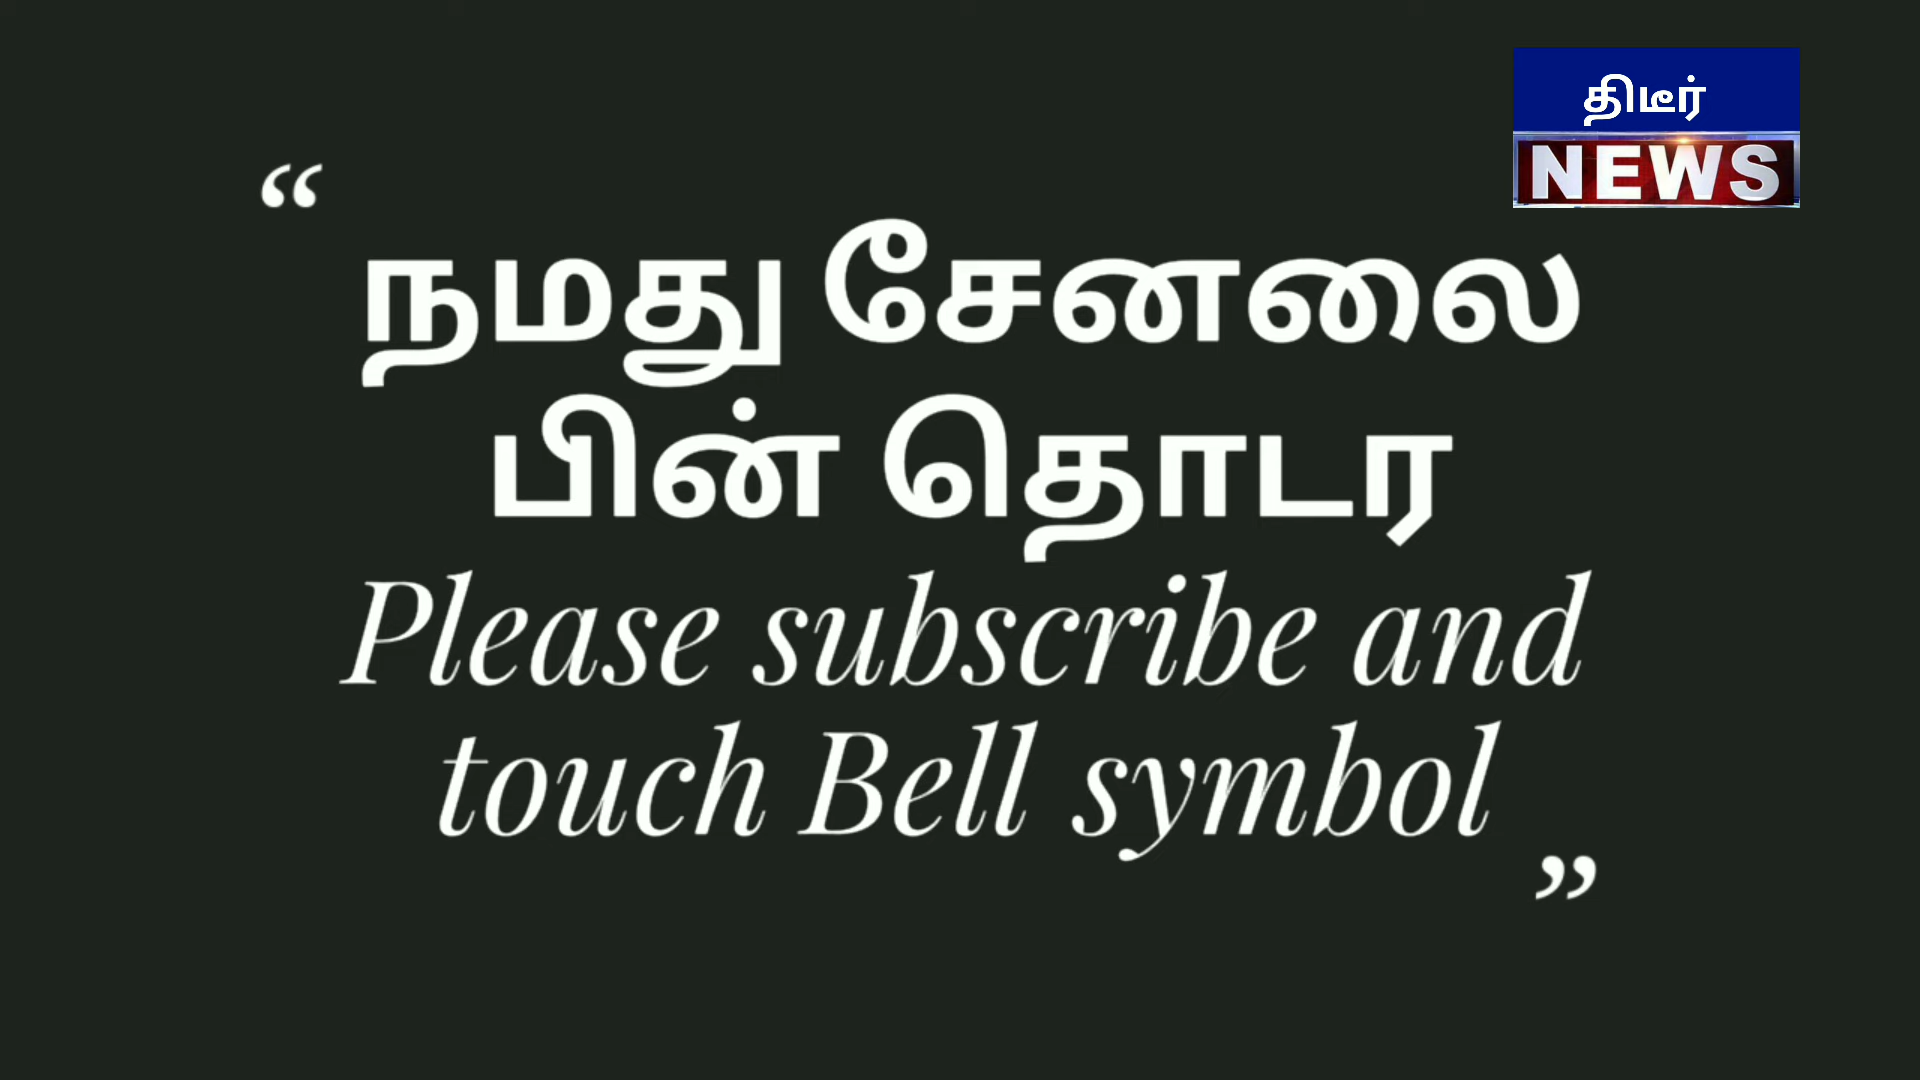 திடீர்
NEWS
“
நமது சேனலை
பின் தொடர
Please subscribe and
touch Bell symbol
”